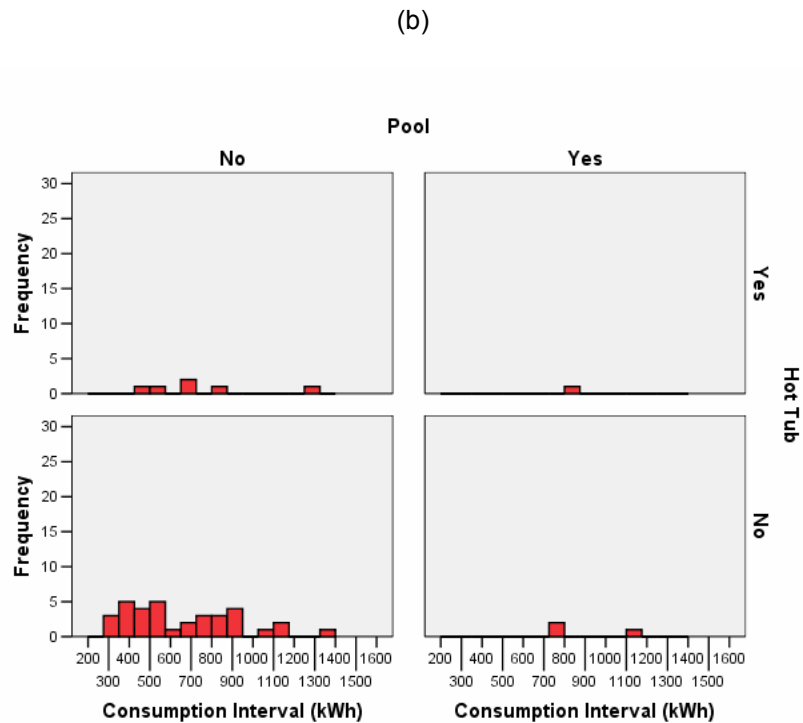 (b)
Pool
No Yes
30
25
20
15
10
5
0
Frequency
Yes
Hot Tub
30
25
20
15
10
5
0
Frequency
No
200 400 600 800 1000 1200 1400 1600 200 400 600 800 1000 1200 1400 1600
300 500 700 900 1100 1300 1500 300 500 700 900 1100 1300 1500
Consumption Interval (kWh) Consumption Interval (kWh)